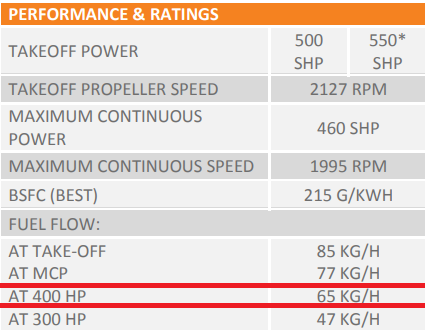 PERFORMANCE & RATINGS
TAKEOFF POWER
500 SHP
550* SHP
TAKEOFF PROPELLER SPEED
2127 RPM
MAXIMUM CONTINUOUS
POWER
460 SHP
MAXIMUM CONTINUOUS SPEED
1995 RPM
BSFC (BEST)
215 G/KWH
FUEL FLOW:
AT TAKE-OFF
85 KG/H
AT MCP
77 KG/H
AT 400 HP
65 KG/H
AT 300 HP
47 KG/H